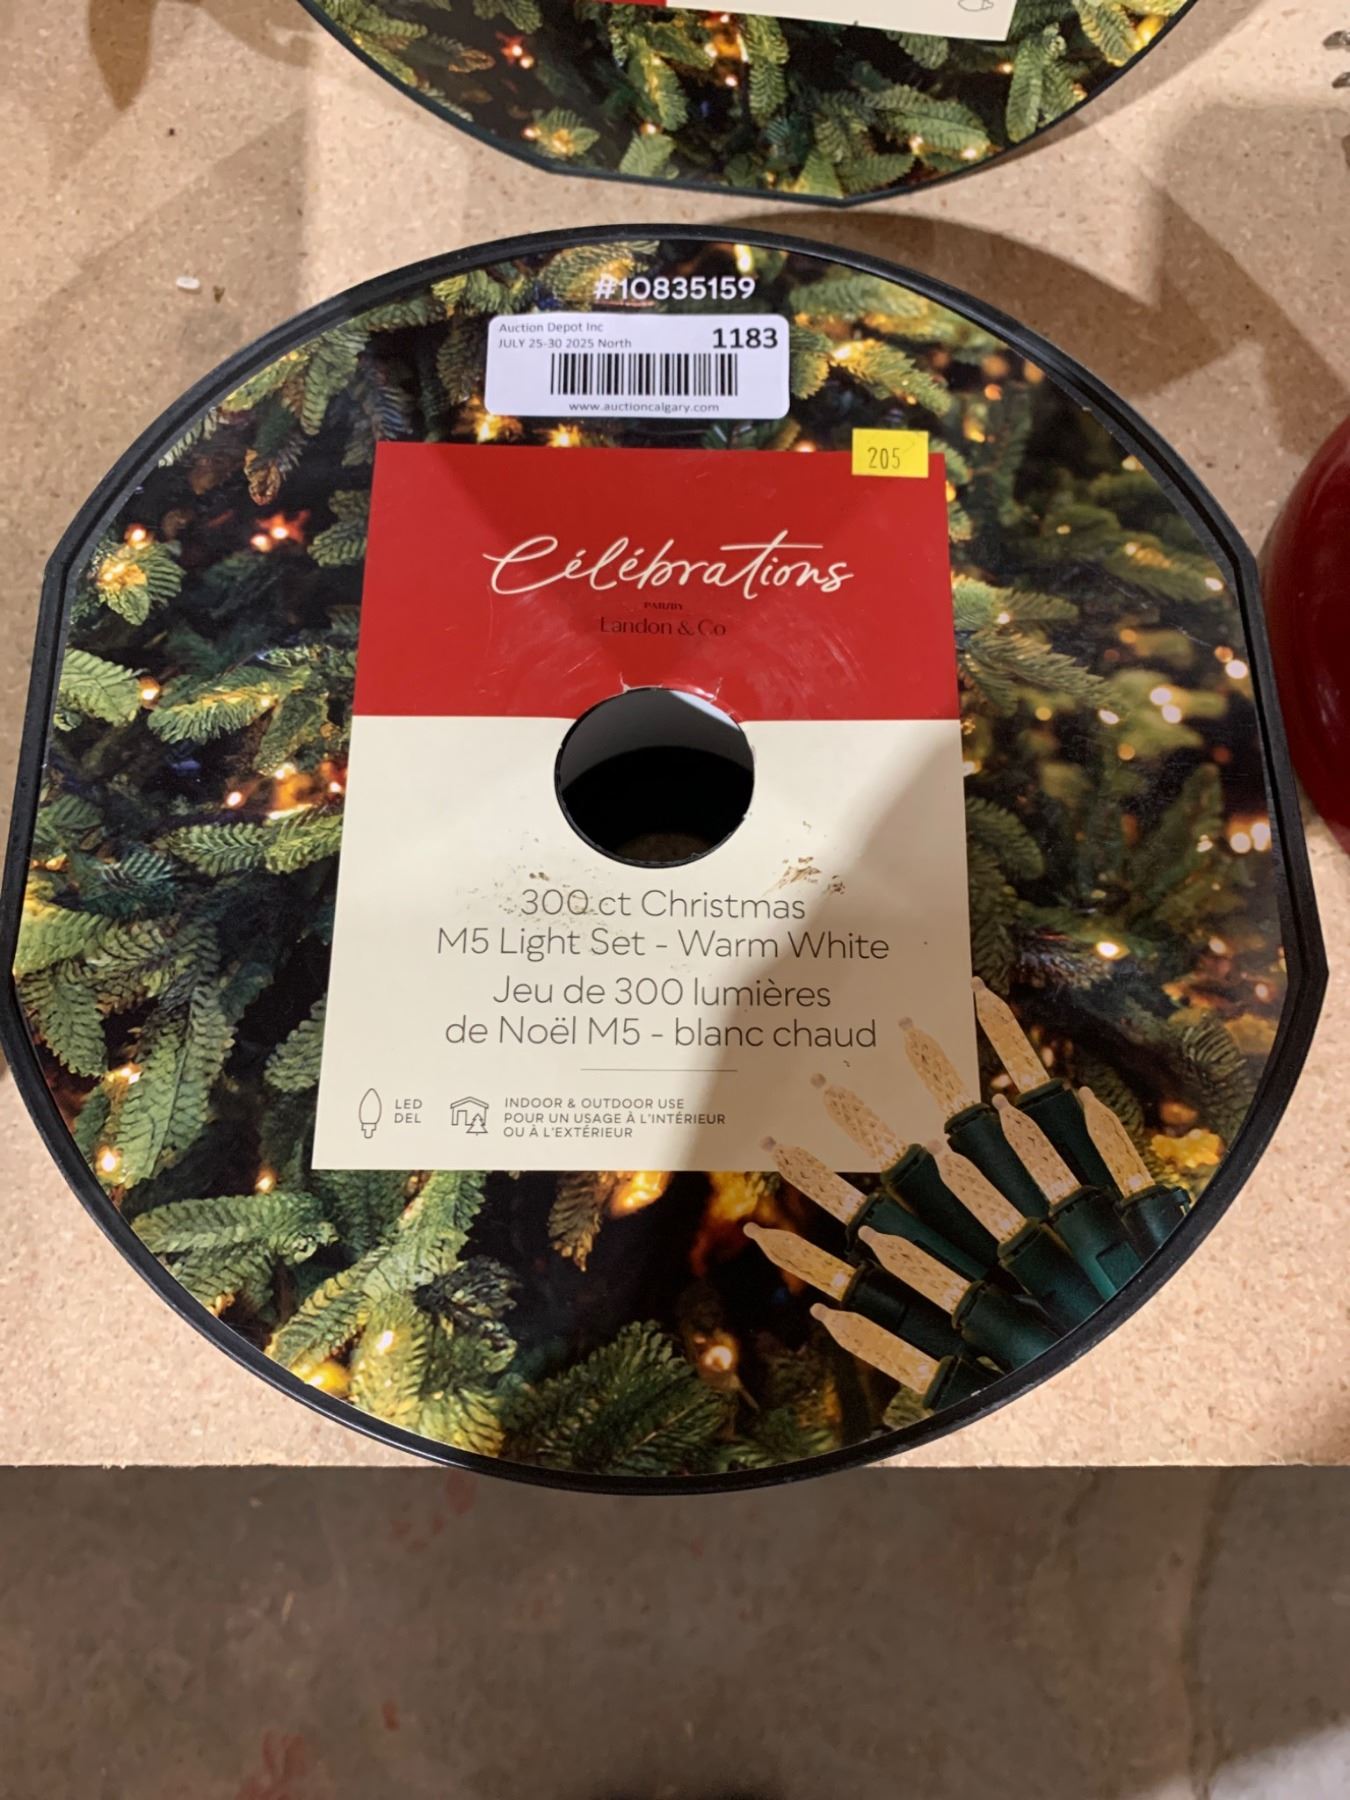 #10835159
Auction Depot Inc
JULY 25-30 2025 North
1183
www.auctioncalgary.com
205
Célébrations
PAR/BY
Landon & Co
300 ct Christmas
M5 Light Set - Warm White
Jeu de 300 lumières
de Noël M5 - blanc chaud
LED
DEL
INDOOR & OUTDOOR USE
POUR UN USAGE À L'INTÉRIEUR
OU À L'EXTÉRIEUR